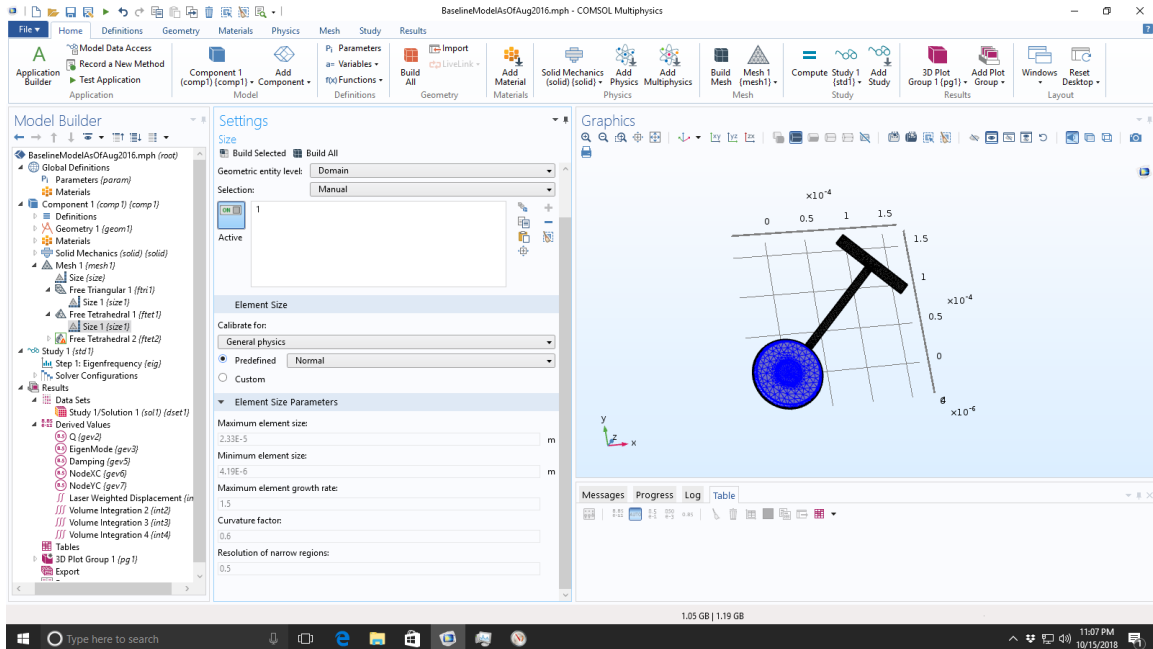 BaselineModelAsOfAug2016.mph - COMSOL Multiphysics
File Home Definitions Geometry Materials Physics Mesh Study Results
Model Data Access
Record a New Method
Test Application
Application Builder
Application
Component 1 (comp1) {comp1}
Add Component
Model
Pi Parameters
a= Variables
f(x) Functions
Definitions
Build All
Import
LiveLink
Geometry
Add Material
Materials
Solid Mechanics (solid) {solid}
Add Physics
Add Multiphysics
Physics
Build Mesh
Mesh 1 {mesh1}
Mesh
Compute
Study 1 {std1}
Add Study
Study
3D Plot Group 1 {pg1}
Add Plot Group
Results
Windows
Reset Desktop
Layout
Model Builder
BaselineModelAsOfAug2016.mph (root)
Global Definitions
Pi Parameters {param}
Materials
Component 1 (comp1) {comp1}
Definitions
Geometry 1 {geom1}
Materials
Solid Mechanics (solid) {solid}
Mesh 1 {mesh1}
Size {size}
Free Triangular 1 {ftri1}
Size 1 {size1}
Free Tetrahedral 1 {ftet1}
Size 1 {size1}
Free Tetrahedral 2 {ftet2}
Study 1 {std1}
Step 1: Eigenfrequency {eig}
Solver Configurations
Results
Data Sets
Study 1/Solution 1 (sol1) {dset1}
Derived Values
Q {gev2}
EigenMode {gev3}
Damping {gev5}
NodeXC {gev6}
NodeYC {gev7}
Laser Weighted Displacement {in
Volume Integration 2 {int2}
Volume Integration 3 {int3}
Volume Integration 4 {int4}
Tables
3D Plot Group 1 {pg1}
Export
Settings
Size
Build Selected Build All
Geometric entity level: Domain
Selection: Manual
ON
1
Active
Element Size
Calibrate for:
General physics
Predefined Normal
Custom
Element Size Parameters
Maximum element size:
2.33E-5 m
Minimum element size:
4.19E-6 m
Maximum element growth rate:
1.5
Curvature factor:
0.6
Resolution of narrow regions:
0.5
Graphics
×10-4
0 0.5 1 1.5
1.5
1
×10-4
0.5
0
×10-6
y
z
x
Messages Progress Log Table
1.05 GB | 1.19 GB
Type here to search
11:07 PM
10/15/2018